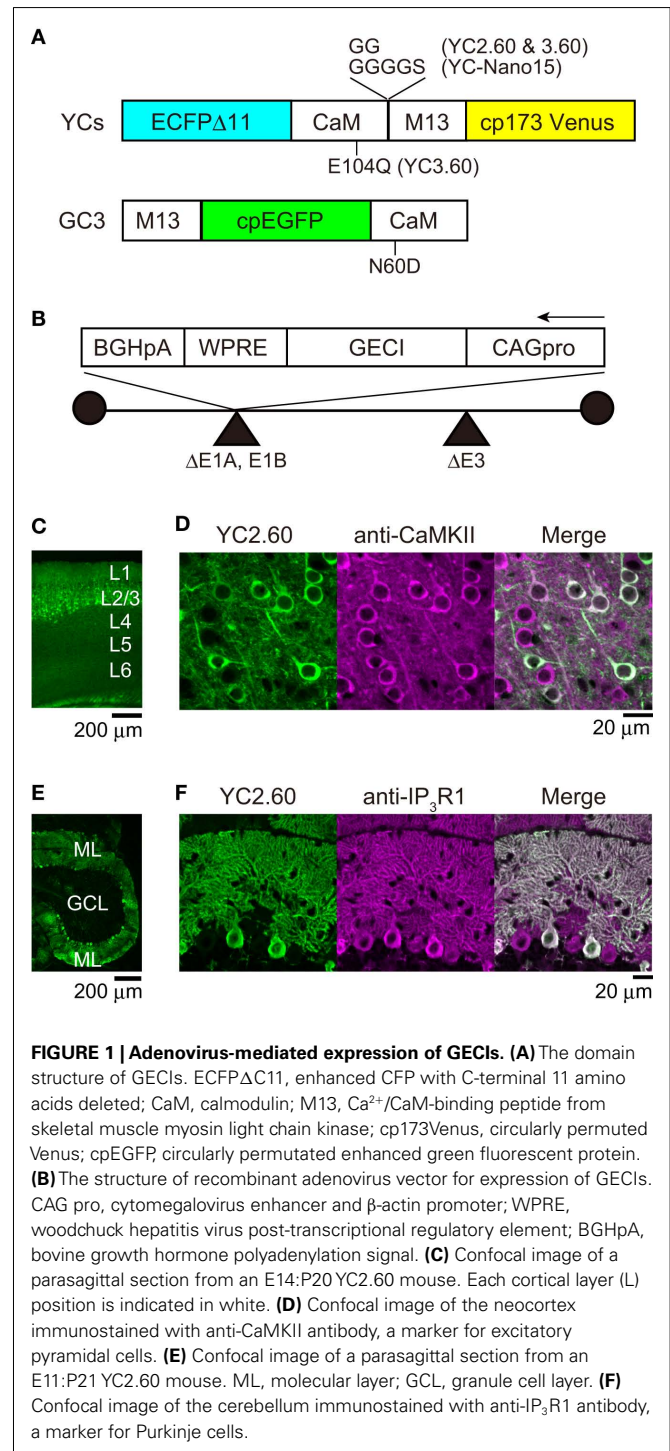 A
GG (YC2.60 & 3.60)
GGGGS (YC-Nano15)
YCs ECFPΔ11 CaM M13 cp173 Venus
E104Q (YC3.60)
GC3 M13 cpEGFP CaM
N60D
B
BGHpA WPRE GECI CAGpro
ΔE1A, E1B ΔE3
C D YC2.60 anti-CaMKII Merge
L1
L2/3
L4
L5
L6
200 μm 20 μm
E F YC2.60 anti-IP₃R1 Merge
ML
GCL
ML
200 μm 20 μm
FIGURE 1 | Adenovirus-mediated expression of GECIs. (A) The domain
structure of GECIs. ECFPΔC11, enhanced CFP with C-terminal 11 amino
acids deleted; CaM, calmodulin; M13, Ca²⁺/CaM-binding peptide from
skeletal muscle myosin light chain kinase; cp173Venus, circularly permuted
Venus; cpEGFP, circularly permutated enhanced green fluorescent protein.
(B) The structure of recombinant adenovirus vector for expression of GECIs.
CAG pro, cytomegalovirus enhancer and β-actin promoter; WPRE,
woodchuck hepatitis virus post-transcriptional regulatory element; BGHpA,
bovine growth hormone polyadenylation signal. (C) Confocal image of a
parasagittal section from an E14:P20 YC2.60 mouse. Each cortical layer (L)
position is indicated in white. (D) Confocal image of the neocortex
immunostained with anti-CaMKII antibody, a marker for excitatory
pyramidal cells. (E) Confocal image of a parasagittal section from an
E11:P21 YC2.60 mouse. ML, molecular layer; GCL, granule cell layer. (F)
Confocal image of the cerebellum immunostained with anti-IP₃R1 antibody,
a marker for Purkinje cells.